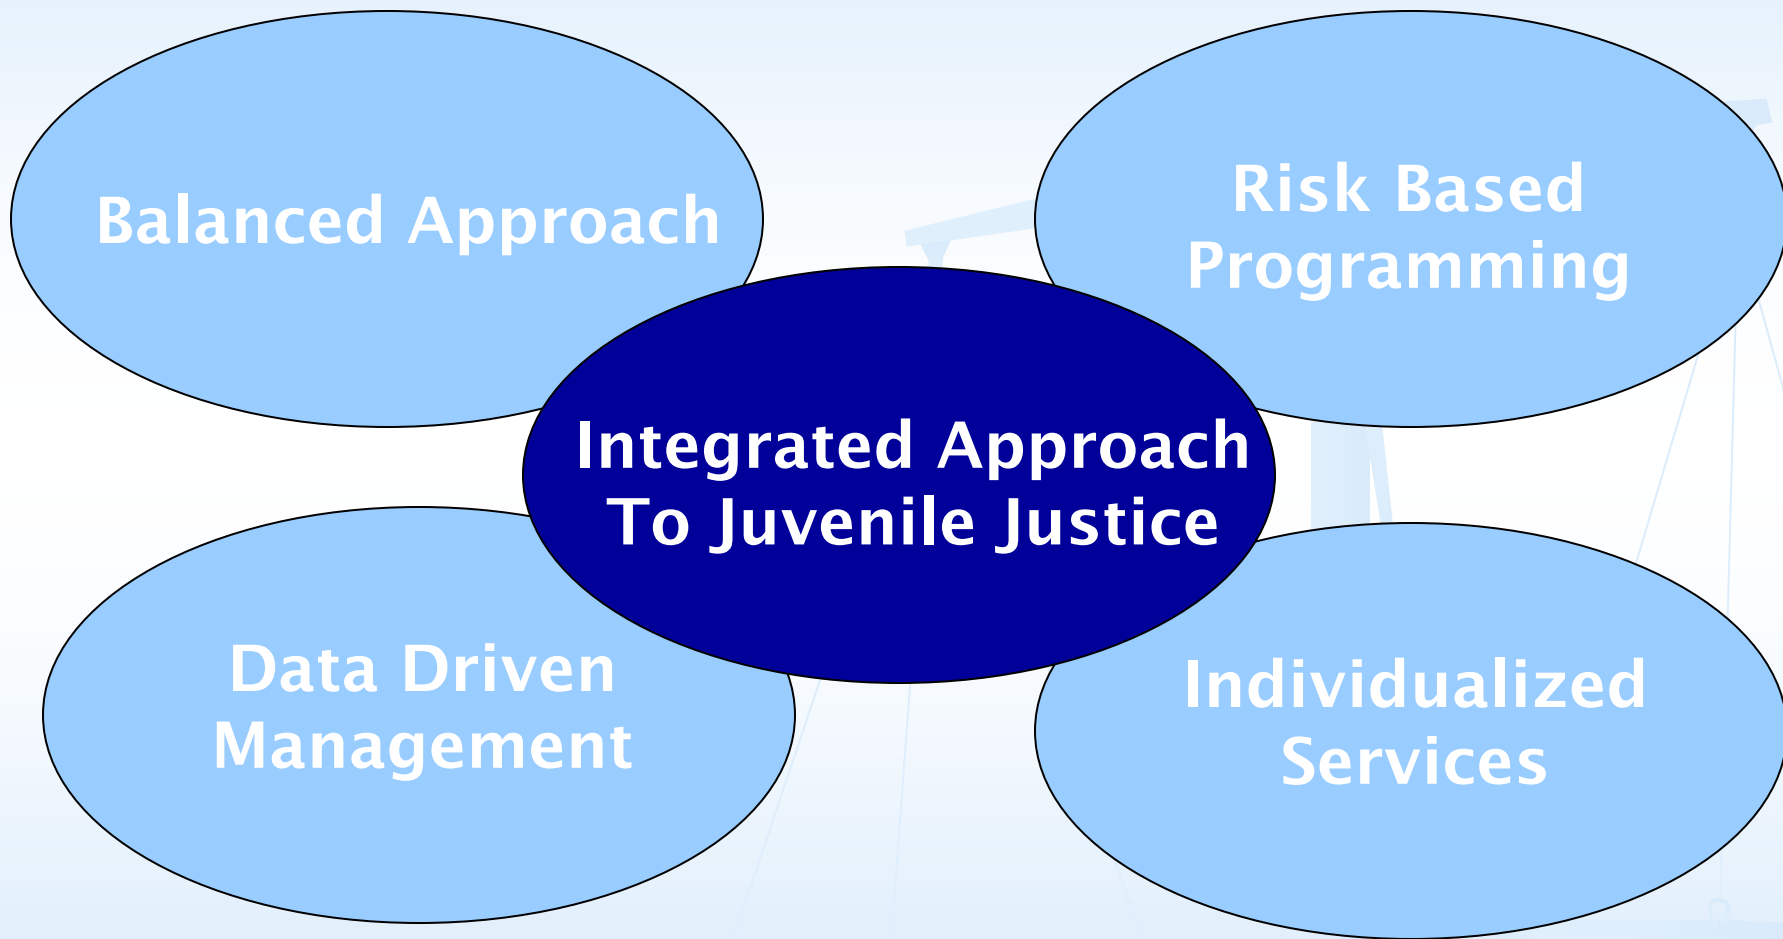 Balanced Approach
Risk Based
Programming
Integrated Approach
To Juvenile Justice
Data Driven
Management
Individualized
Services